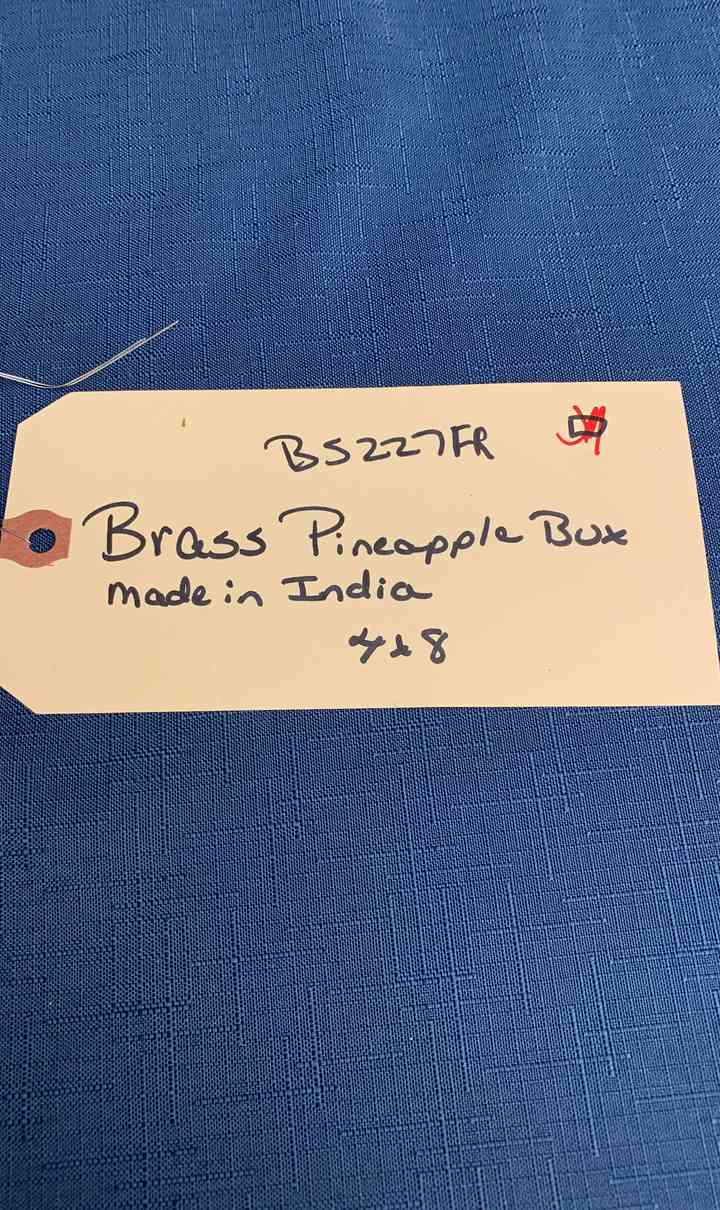 BS227FR
Brass Pineapple Box
made in India
4x8